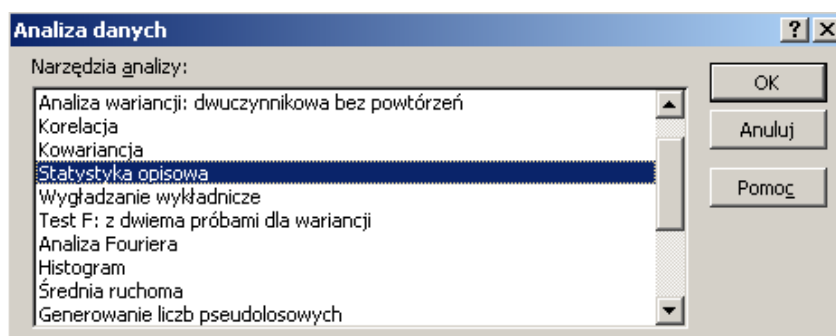 Analiza danych
Narzędzia analizy:
Analiza wariancji: dwuczynnikowa bez powtórzeń
Korelacja
Kowariancja
Statystyka opisowa
Wygładzanie wykładnicze
Test F: z dwiema próbami dla wariancji
Analiza Fouriera
Histogram
Średnia ruchoma
Generowanie liczb pseudolosowych
OK
Anuluj
Pomoc